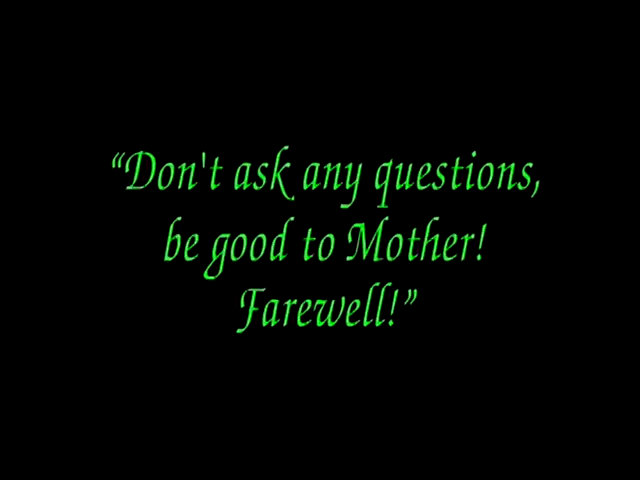 “Don't ask any questions,
be good to Mother!
Farewell!”